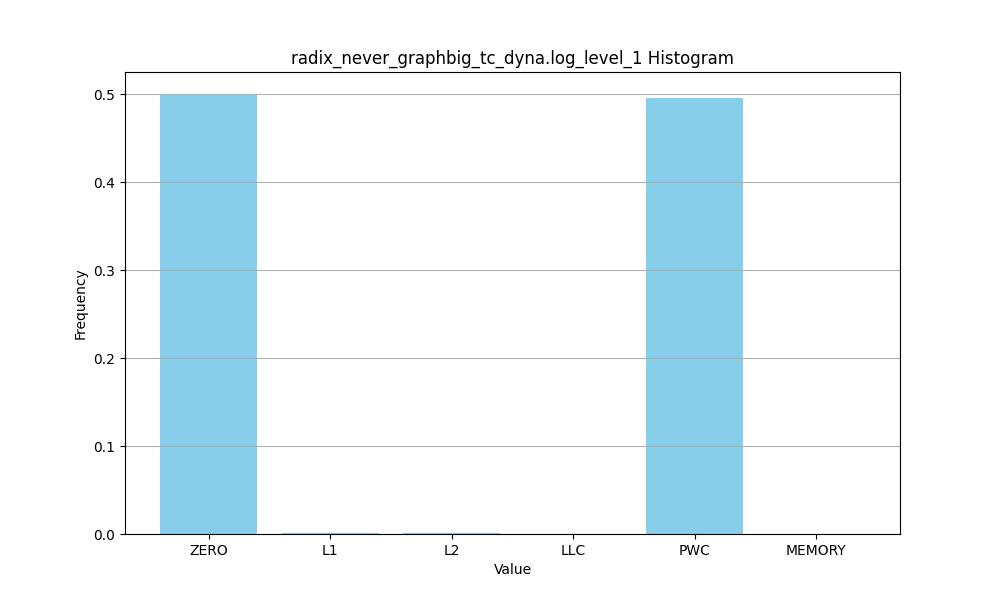 radix_never_graphbig_tc_dyna.log_level_1 Histogram
0.5
0.4
0.3
0.2
0.1
0.0
Frequency
ZERO L1 L2 LLC PWC MEMORY
Value